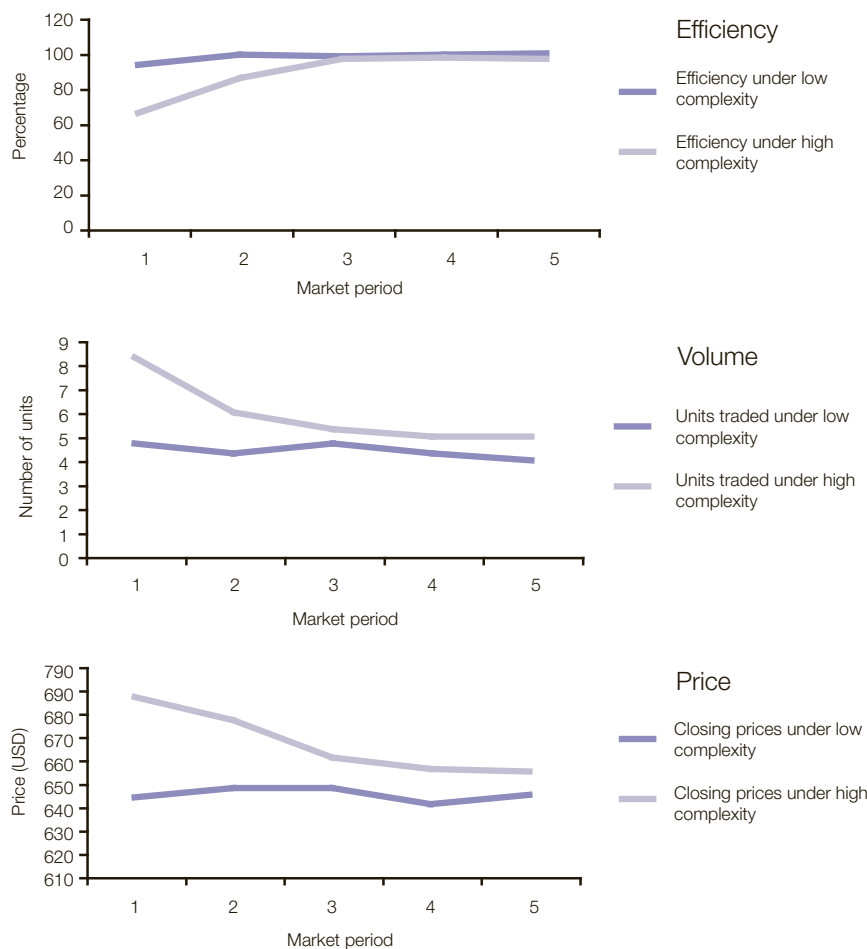 120
100
80
60
40
20
0
Percentage
1 2 3 4 5
Market period
Efficiency
Efficiency under low
complexity
Efficiency under high
complexity
9
8
7
6
5
4
3
2
1
0
Number of units
1 2 3 4 5
Market period
Volume
Units traded under low
complexity
Units traded under high
complexity
790
690
680
670
660
650
640
630
620
610
Price (USD)
1 2 3 4 5
Market period
Price
Closing prices under low
complexity
Closing prices under high
complexity